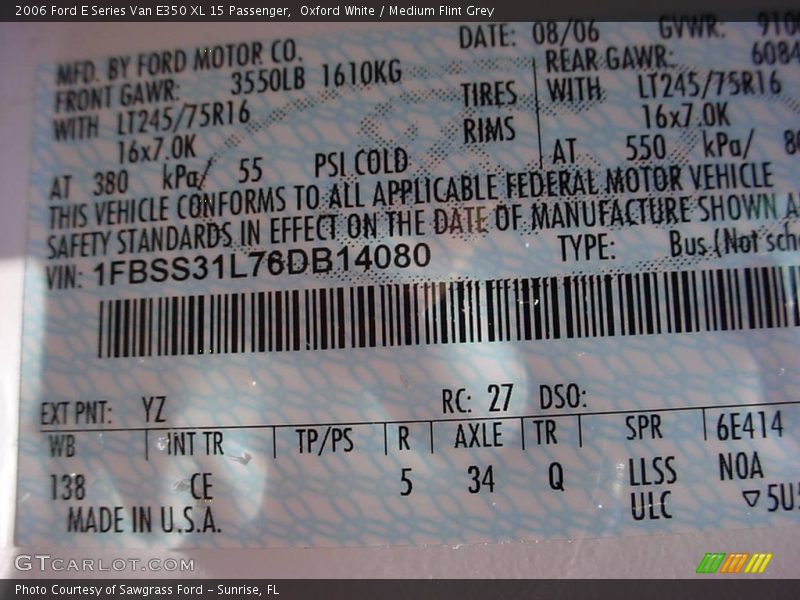 2006 Ford E Series Van E350 XL 15 Passenger, Oxford White / Medium Flint Grey
MFD. BY FORD MOTOR CO. DATE: 08/06 GVWR:
FRONT GAWR: 3550LB 1610KG REAR GAWR: 6084
WITH LT245/75R16 TIRES WITH LT245/75R16
16x7.0K RIMS 16x7.0K
AT 380 kPa/ 55 PSI COLD AT 550 kPa/
THIS VEHICLE CONFORMS TO ALL APPLICABLE FEDERAL MOTOR VEHICLE
SAFETY STANDARDS IN EFFECT ON THE DATE OF MANUFACTURE SHOWN
VIN: 1FBSS31L76DB14080 TYPE: Bus (Not
EXT PNT: YZ RC: 27 DSO:
WB INT TR TP/PS R AXLE TR SPR 6E414
138 CE 5 34 Q LLSS NOA
ULC 5U
MADE IN U.S.A.
GTCARLOT.COM
Photo Courtesy of Sawgrass Ford - Sunrise, FL